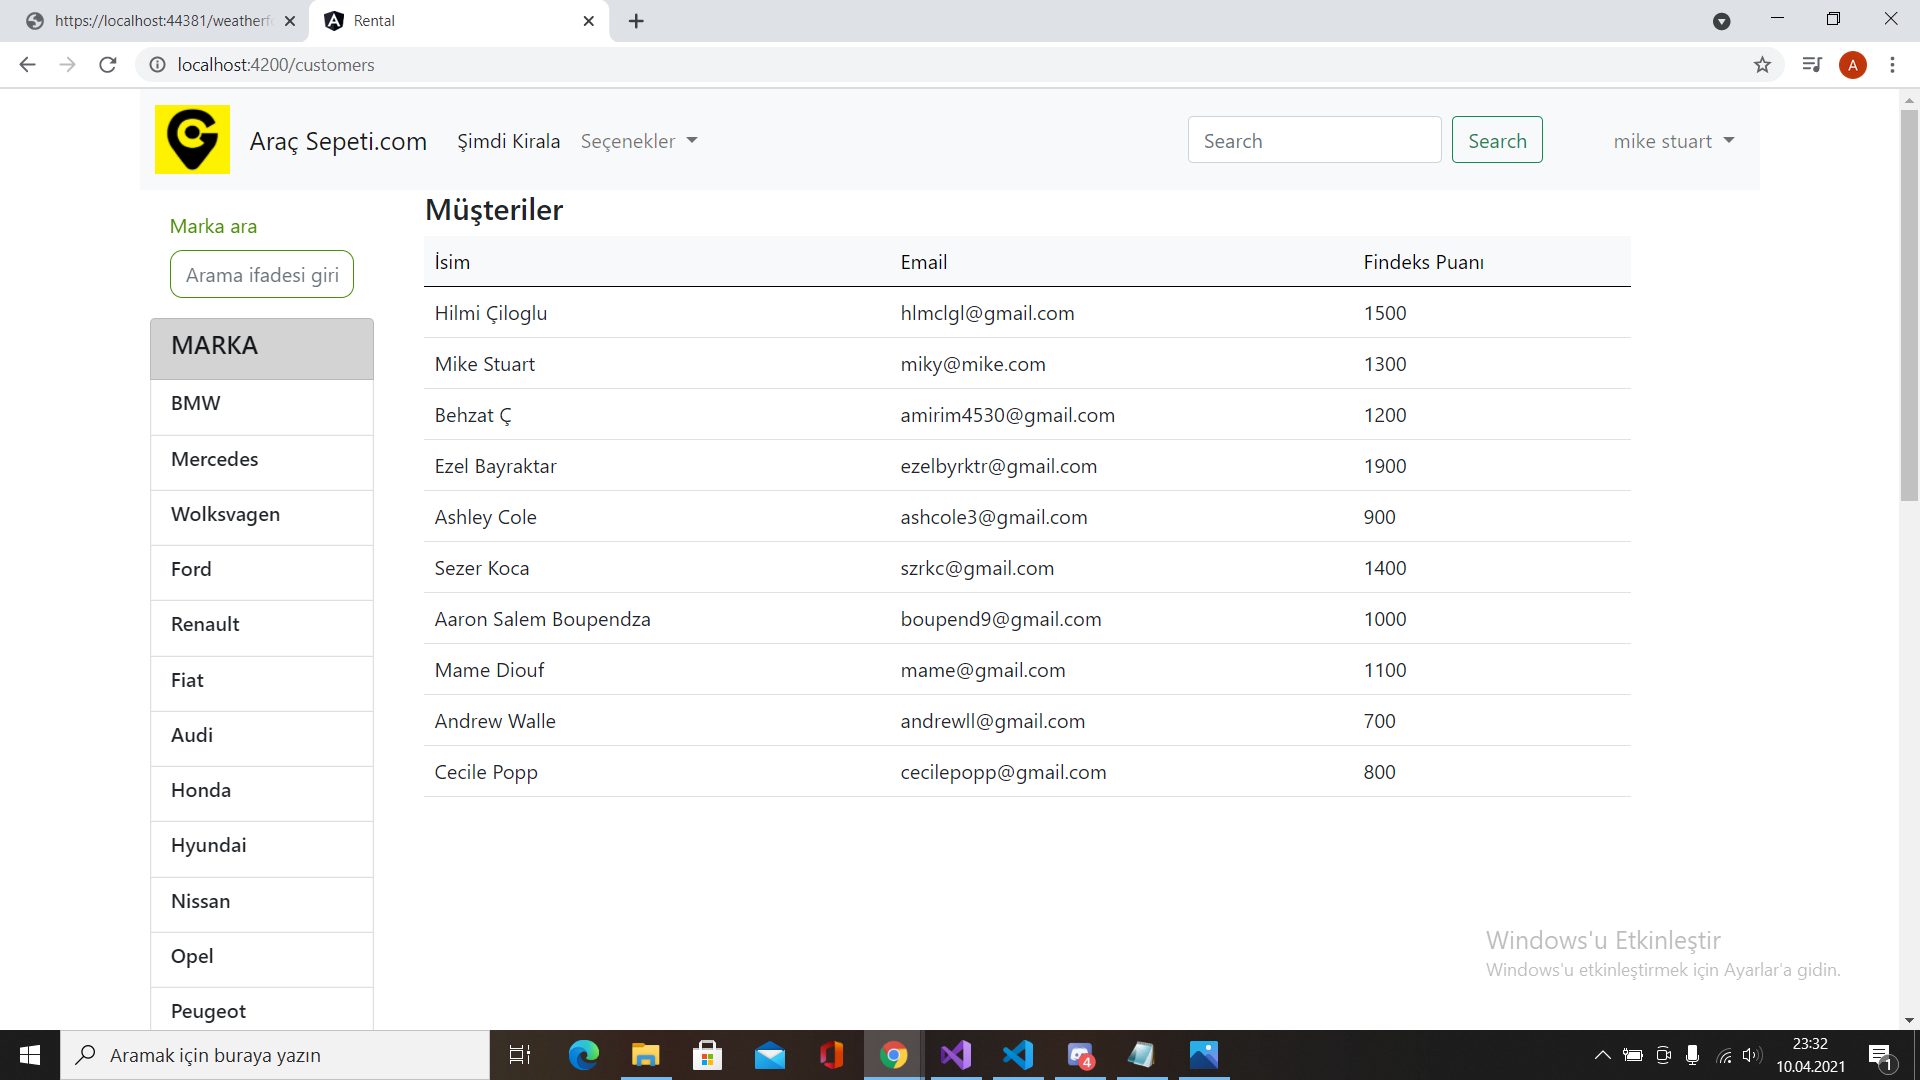 https://localhost:44381/weatherf
Rental
localhost:4200/customers
A
Araç Sepeti.com
Şimdi Kirala
Seçenekler
Search
Search
mike stuart
Marka ara
Arama ifadesi giri
MARKA
BMW
Mercedes
Wolksvagen
Ford
Renault
Fiat
Audi
Honda
Hyundai
Nissan
Opel
Peugeot
Müşteriler
İsim Email Findeks Puanı
Hilmi Çiloglu hlmclgl@gmail.com 1500
Mike Stuart miky@mike.com 1300
Behzat Ç amirim4530@gmail.com 1200
Ezel Bayraktar ezelbyrktr@gmail.com 1900
Ashley Cole ashcole3@gmail.com 900
Sezer Koca szrkc@gmail.com 1400
Aaron Salem Boupendza boupend9@gmail.com 1000
Mame Diouf mame@gmail.com 1100
Andrew Walle andrewll@gmail.com 700
Cecile Popp cecilepopp@gmail.com 800
Windows'u Etkinleştir
Windows'u etkinleştirmek için Ayarlar'a gidin.
Aramak için buraya yazın
4
23:32
10.04.2021
1